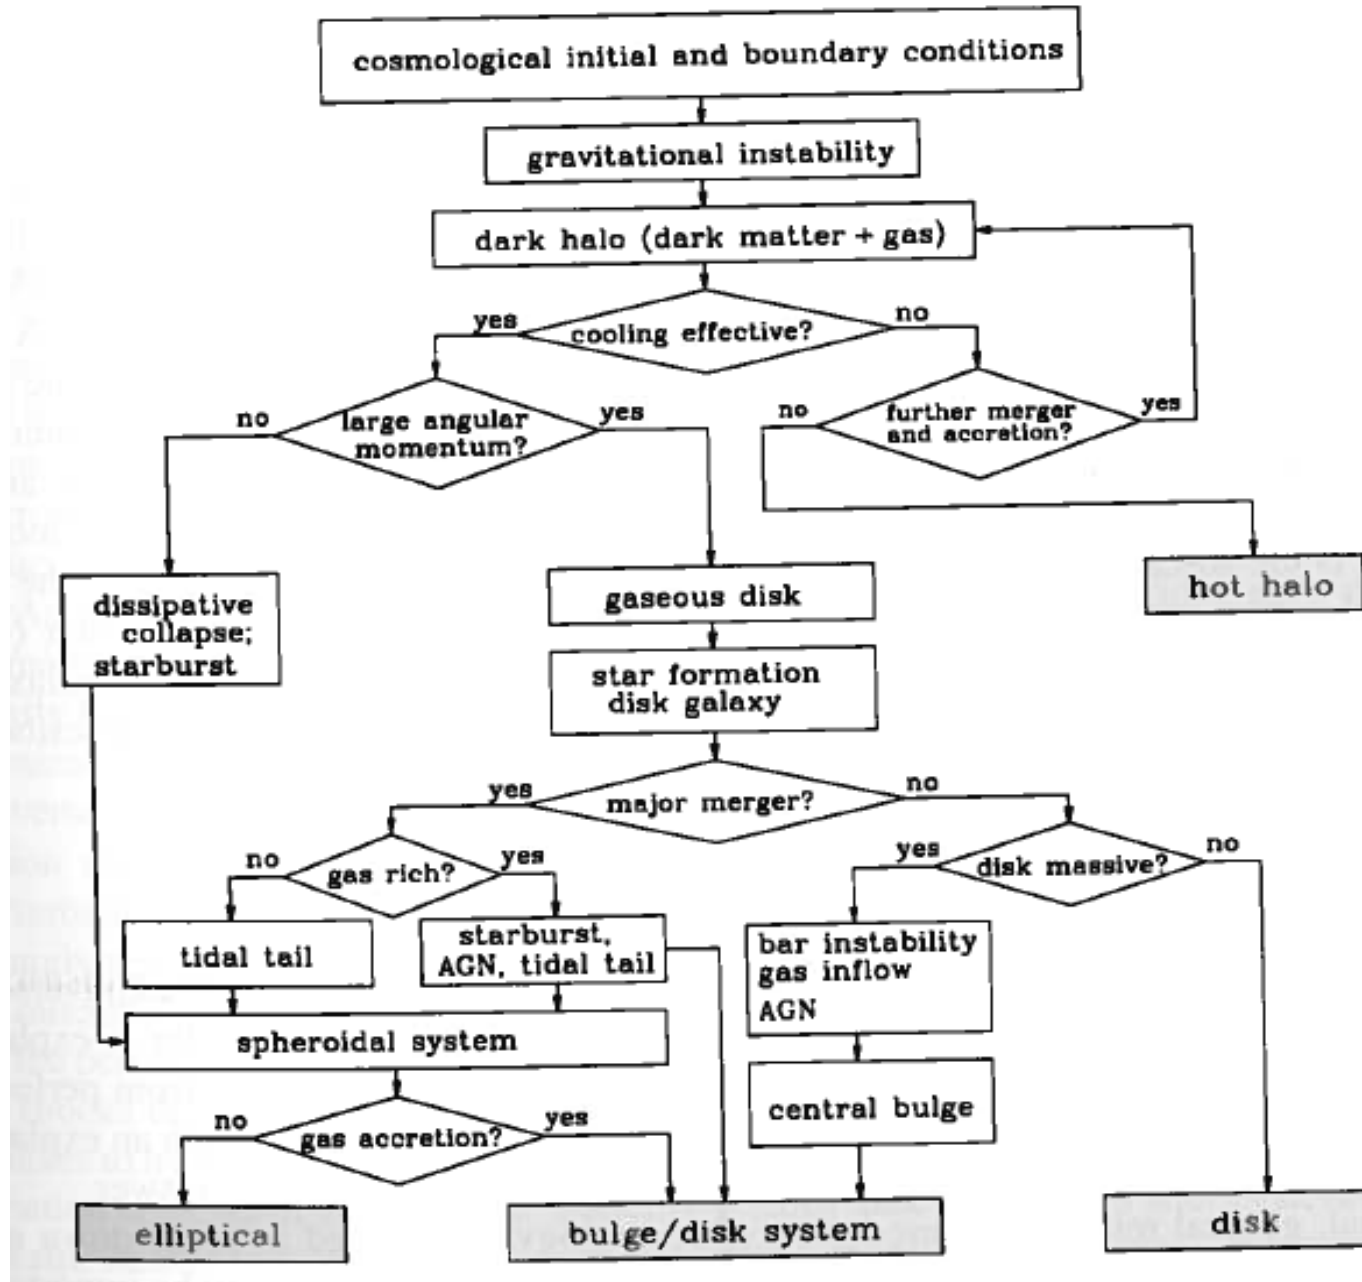 cosmological initial and boundary conditions
gravitational instability
dark halo (dark matter + gas)
yes
cooling effective?
no
no
large angular
momentum?
yes
no
further merger
and accretion?
yes
dissipative
collapse;
starburst
gaseous disk
hot halo
star formation
disk galaxy
yes
major merger?
no
no
gas rich?
yes
yes
disk massive?
no
tidal tail
starburst,
AGN, tidal tail
bar instability
gas inflow
AGN
spheroidal system
central bulge
no
gas accretion?
yes
elliptical
bulge/disk system
disk